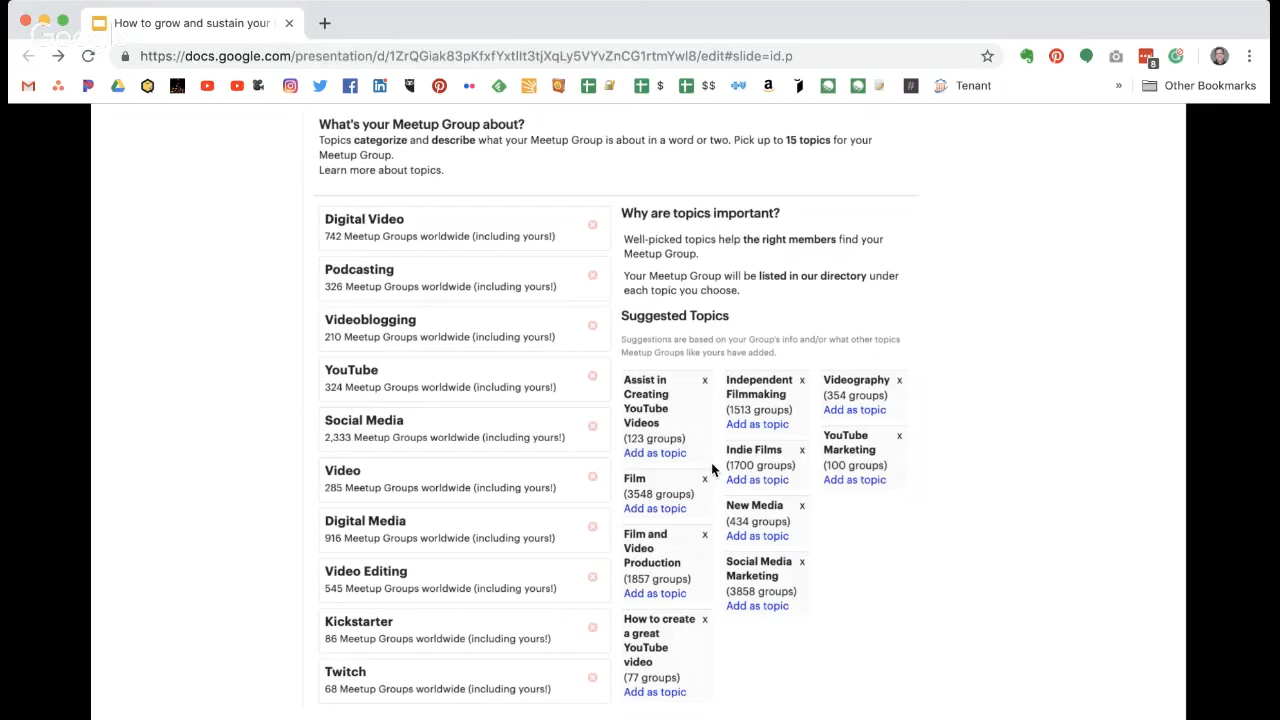 How to grow and sustain your
https://docs.google.com/presentation/d/1ZrQGiak83pKfxfYxtIIt3tjXqLy5VYvZnCG1rtmYwI8/edit#slide=id.p
8
$
$$
#
Tenant
»
Other Bookmarks
What's your Meetup Group about?
Topics categorize and describe what your Meetup Group is about in a word or two. Pick up to 15 topics for your
Meetup Group.
Learn more about topics.
Digital Video
742 Meetup Groups worldwide (including yours!)
Podcasting
326 Meetup Groups worldwide (including yours!)
Videoblogging
210 Meetup Groups worldwide (including yours!)
YouTube
324 Meetup Groups worldwide (including yours!)
Social Media
2,333 Meetup Groups worldwide (including yours!)
Video
285 Meetup Groups worldwide (including yours!)
Digital Media
916 Meetup Groups worldwide (including yours!)
Video Editing
545 Meetup Groups worldwide (including yours!)
Kickstarter
86 Meetup Groups worldwide (including yours!)
Twitch
68 Meetup Groups worldwide (including yours!)
Why are topics important?
Well-picked topics help the right members find your
Meetup Group.
Your Meetup Group will be listed in our directory under
each topic you choose.
Suggested Topics
Suggestions are based on your Group's info and/or what other topics
Meetup Groups like yours have added.
Assist in x
Creating
YouTube
Videos
(123 groups)
Add as topic
Film x
(3548 groups)
Add as topic
Film and x
Video
Production
(1857 groups)
Add as topic
How to create x
a great
YouTube
video
(77 groups)
Add as topic
Independent x
Filmmaking
(1513 groups)
Add as topic
Indie Films x
(1700 groups)
Add as topic
New Media x
(434 groups)
Add as topic
Social Media x
Marketing
(3858 groups)
Add as topic
Videography x
(354 groups)
Add as topic
YouTube x
Marketing
(100 groups)
Add as topic